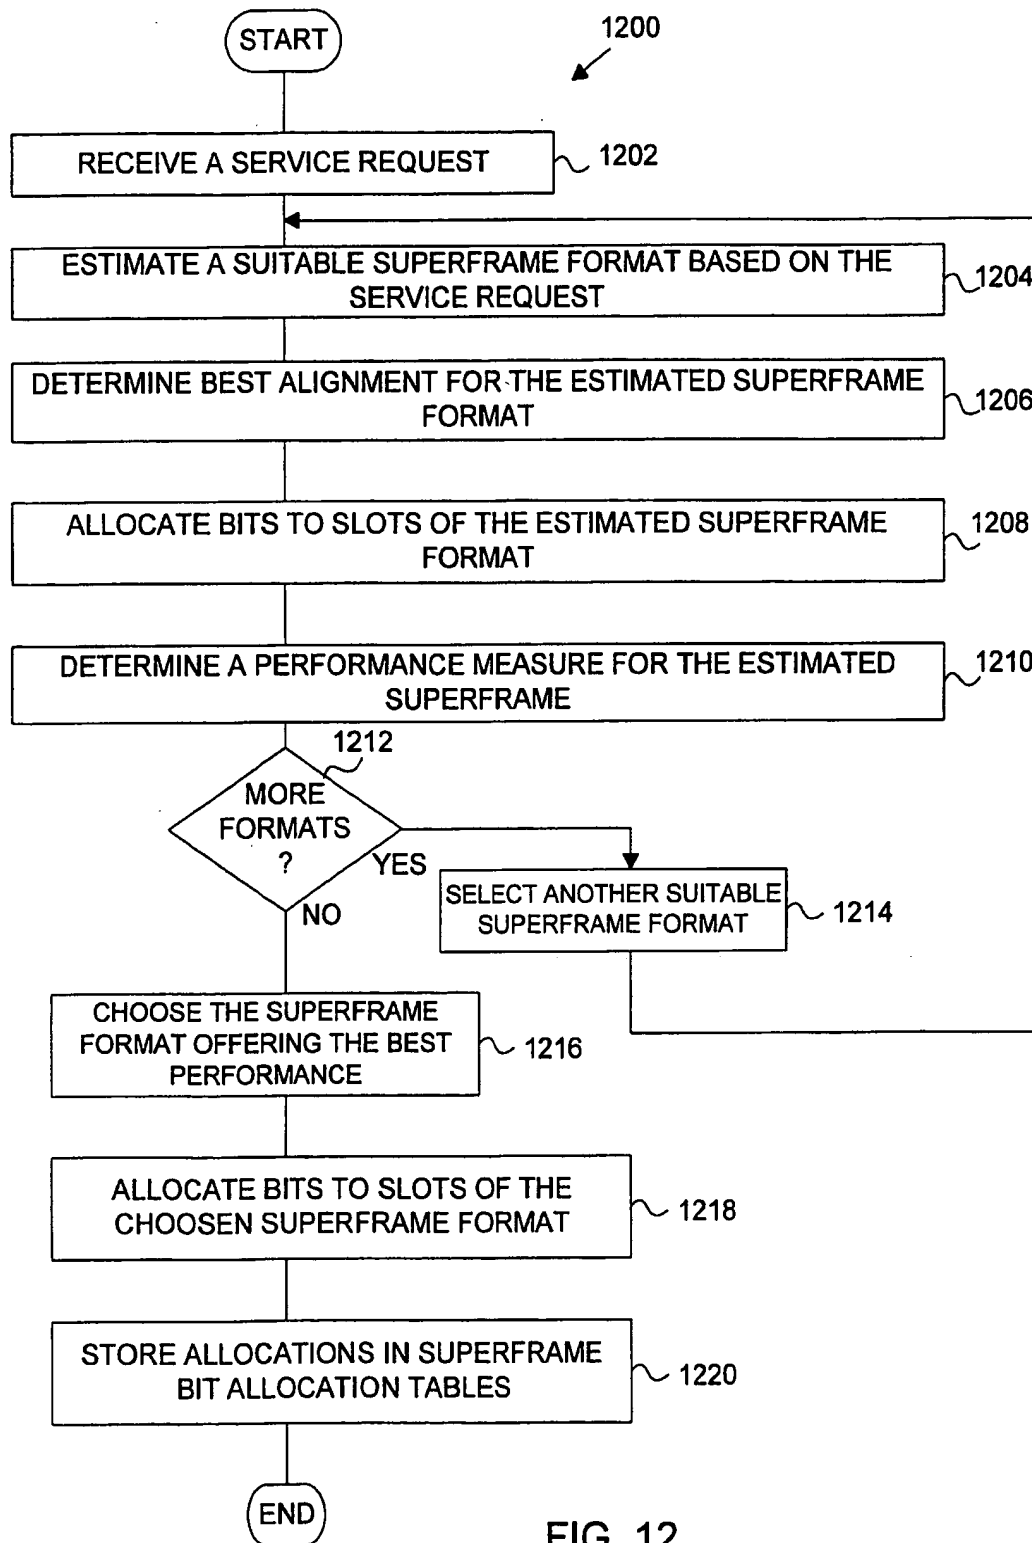 START
1200
RECEIVE A SERVICE REQUEST
1202
ESTIMATE A SUITABLE SUPERFRAME FORMAT BASED ON THE
SERVICE REQUEST
1204
DETERMINE BEST ALIGNMENT FOR THE ESTIMATED SUPERFRAME
FORMAT
1206
ALLOCATE BITS TO SLOTS OF THE ESTIMATED SUPERFRAME
FORMAT
1208
DETERMINE A PERFORMANCE MEASURE FOR THE ESTIMATED
SUPERFRAME
1210
1212
MORE
FORMATS
?
YES
NO
SELECT ANOTHER SUITABLE
SUPERFRAME FORMAT
1214
CHOOSE THE SUPERFRAME
FORMAT OFFERING THE BEST
PERFORMANCE
1216
ALLOCATE BITS TO SLOTS OF THE
CHOOSEN SUPERFRAME FORMAT
1218
STORE ALLOCATIONS IN SUPERFRAME
BIT ALLOCATION TABLES
1220
END
FIG. 12